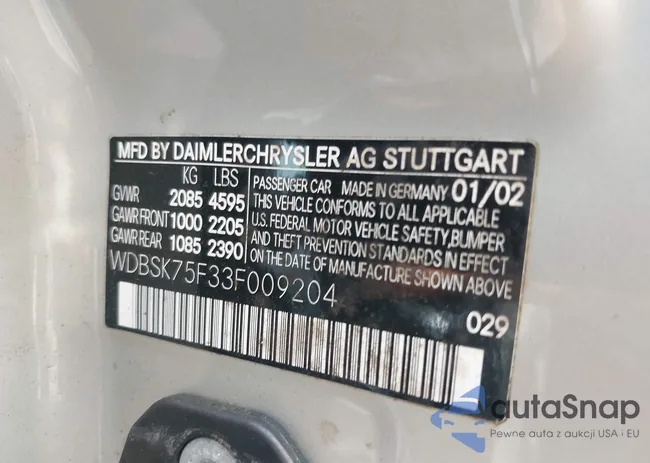 MFD BY DAIMLERCHRYSLER AG STUTTGART
KG LBS
GVWR 2085 4595
GAWR FRONT 1000 2205
GAWR REAR 1085 2390
PASSENGER CAR MADE IN GERMANY 01/02
THIS VEHICLE CONFORMS TO ALL APPLICABLE
U.S. FEDERAL MOTOR VEHICLE SAFETY, BUMPER
AND THEFT PREVENTION STANDARDS IN EFFECT
ON THE DATE OF MANUFACTURE SHOWN ABOVE
WDBSK75F33F009204
029
autaSnap
Pewne auta z aukcji USA i EU